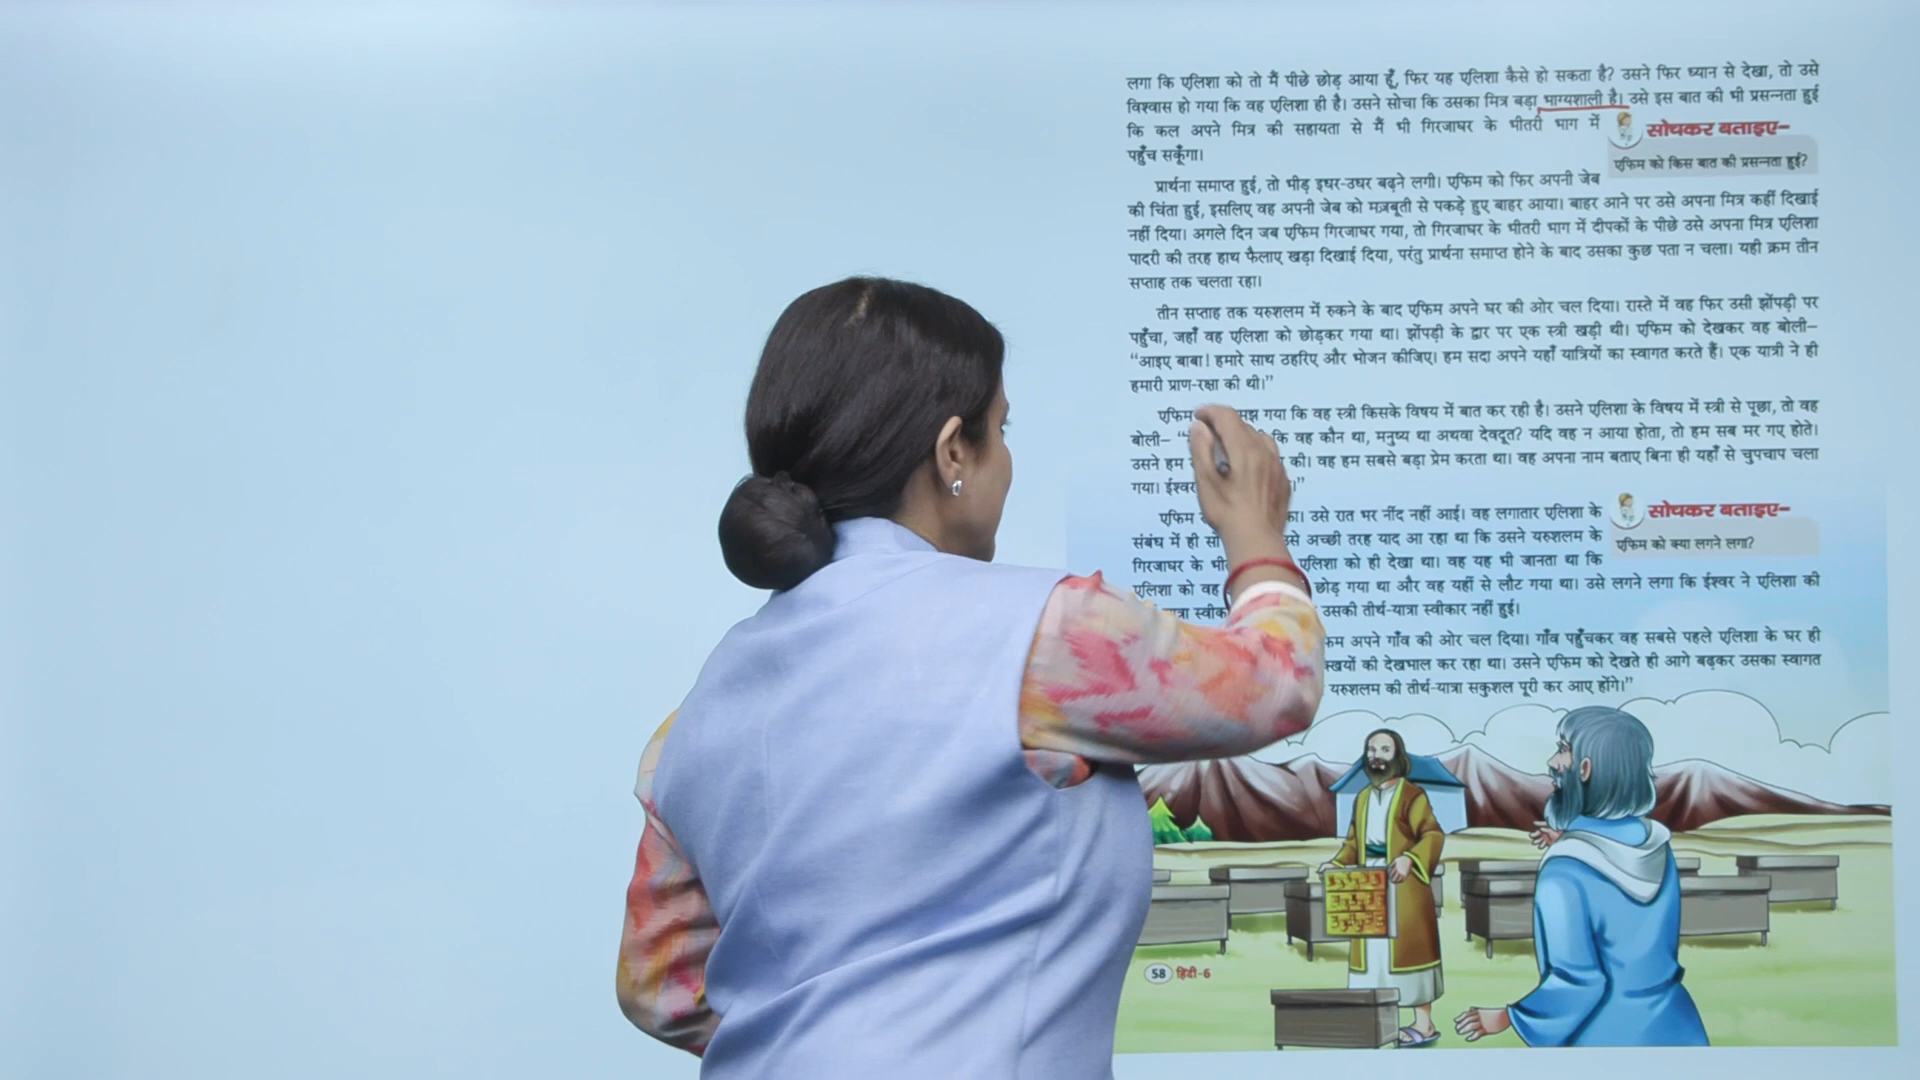 लगा कि एलिशा को तो मैं पीछे छोड़ आया हूँ, फिर यह एलिशा कैसे हो सकता है? उसने फिर ध्यान से देखा, तो उसे
विश्वास हो गया कि वह एलिशा ही है। उसने सोचा कि उसका मित्र बड़ा भाग्यशाली है। उसे इस बात की भी प्रसन्नता हुई
कि कल अपने मित्र की सहायता से मैं भी गिरजाघर के भीतरी भाग में
पहुँच सकूँगा।
सोचकर बताइए–
एफिम को किस बात की प्रसन्नता हुई?
प्रार्थना समाप्त हुई, तो भीड़ इधर-उधर बढ़ने लगी। एफिम को फिर अपनी जेब
की चिंता हुई, इसलिए वह अपनी जेब को मज़बूती से पकड़े हुए बाहर आया। बाहर आने पर उसे अपना मित्र कहीं दिखाई
नहीं दिया। अगले दिन जब एफिम गिरजाघर गया, तो गिरजाघर के भीतरी भाग में दीपकों के पीछे उसे अपना मित्र एलिशा
पादरी की तरह हाथ फैलाए खड़ा दिखाई दिया, परंतु प्रार्थना समाप्त होने के बाद उसका कुछ पता न चला। यही क्रम तीन
सप्ताह तक चलता रहा।
तीन सप्ताह तक यरुशलम में रुकने के बाद एफिम अपने घर की ओर चल दिया। रास्ते में वह फिर उसी झोंपड़ी पर
पहुँचा, जहाँ वह एलिशा को छोड़कर गया था। झोंपड़ी के द्वार पर एक स्त्री खड़ी थी। एफिम को देखकर वह बोली–
“आइए बाबा! हमारे साथ ठहरिए और भोजन कीजिए। हम सदा अपने यहाँ यात्रियों का स्वागत करते हैं। एक यात्री ने ही
हमारी प्राण-रक्षा की थी।”
एफिम गया कि वह स्त्री किसके विषय में बात कर रही है। उसने एलिशा के विषय में स्त्री से पूछा, तो वह
बोली– कि वह कौन था, मनुष्य था अथवा देवदूत? यदि वह न आया होता, तो हम सब मर गए होते।
उसने हम की। वह हम सबसे बड़ा प्रेम करता था। वह अपना नाम बताए बिना ही यहाँ से चुपचाप चला
गया। ईश्वर
एफिम उसे रात भर नींद नहीं आई। वह लगातार एलिशा के
संबंध में ही अच्छी तरह याद आ रहा था कि उसने यरुशलम के
गिरजाघर के एलिशा को ही देखा था। वह यह भी जानता था कि
एलिशा को वह छोड़ गया था और वह यहीं से लौट गया था। उसे लगने लगा कि ईश्वर ने एलिशा की
उसकी तीर्थ-यात्रा स्वीकार नहीं हुई।
सोचकर बताइए–
एफिम को क्या लगने लगा?
अपने गाँव की ओर चल दिया। गाँव पहुँचकर वह सबसे पहले एलिशा के घर ही
की देखभाल कर रहा था। उसने एफिम को देखते ही आगे बढ़कर उसका स्वागत
यरुशलम की तीर्थ-यात्रा सकुशल पूरी कर आए होंगे।”
58 हिंदी-6